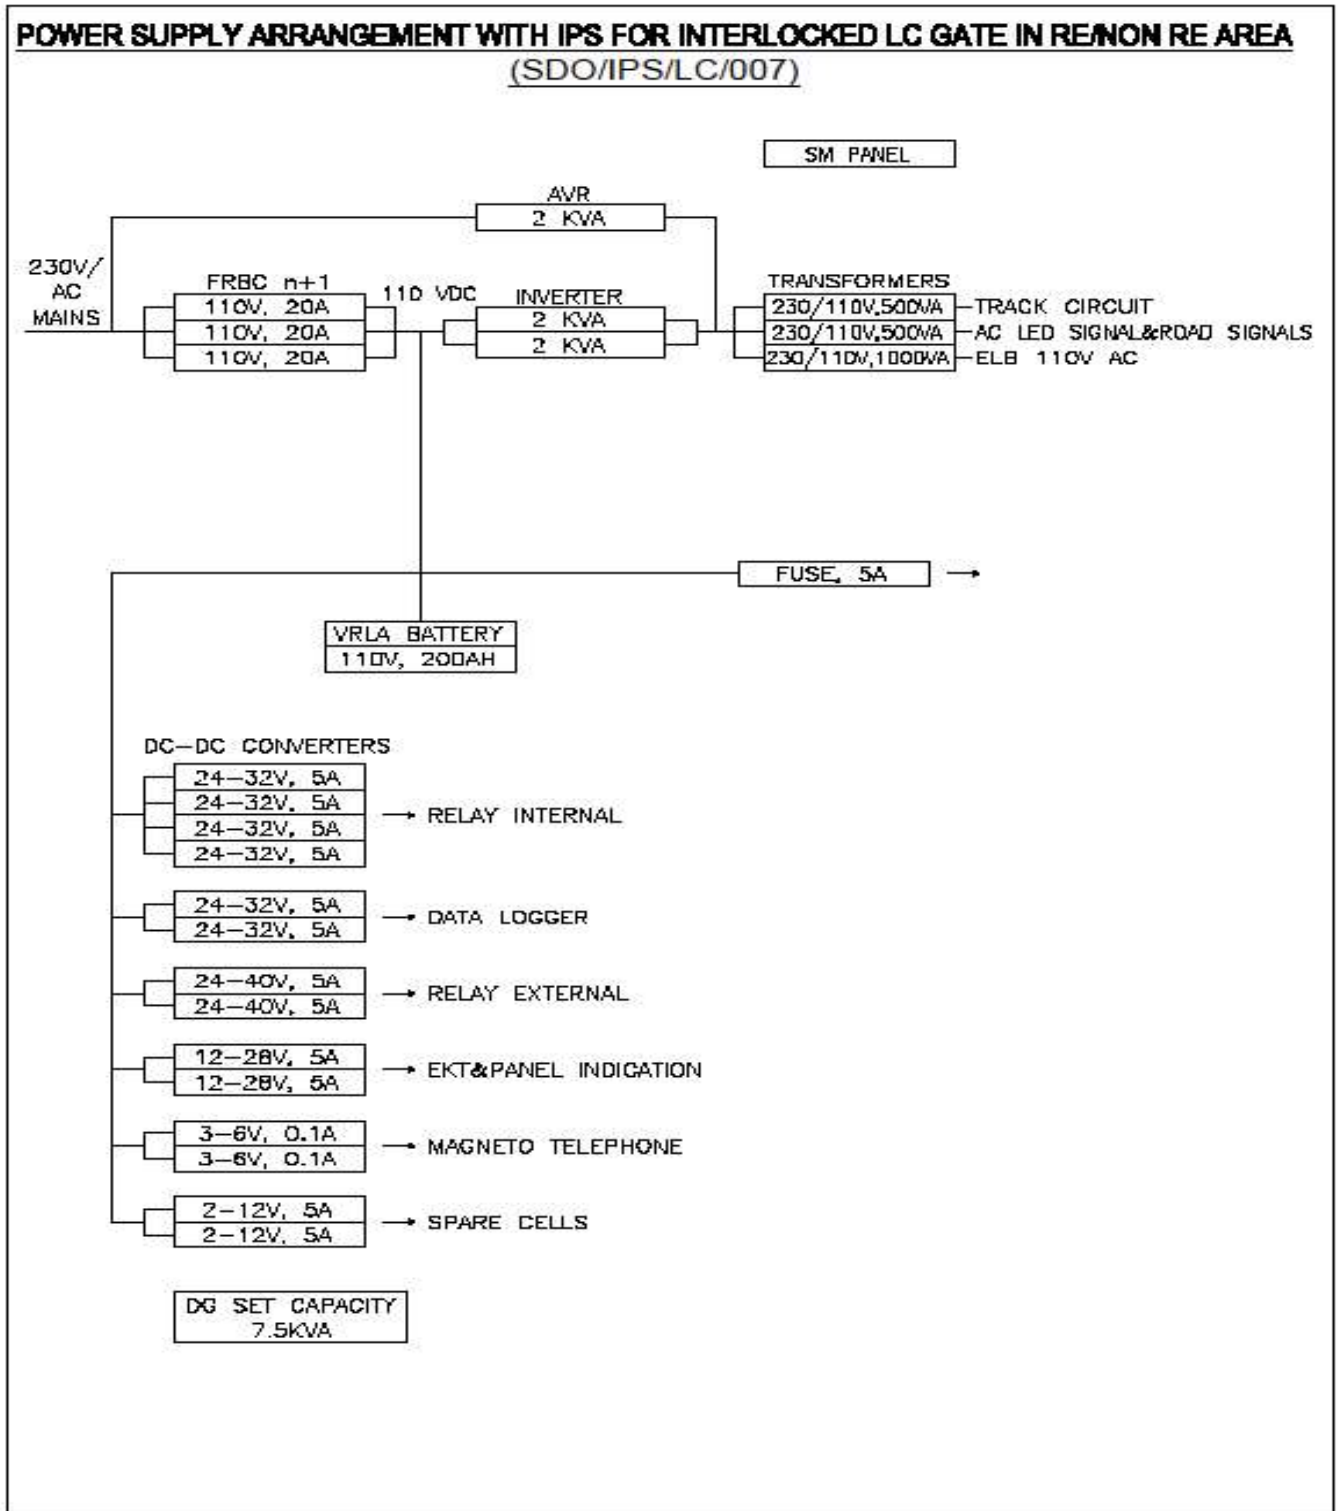 POWER SUPPLY ARRANGEMENT WITH IPS FOR INTERLOCKED LC GATE IN RE/NON RE AREA
(SDO/IPS/LC/007)
SM PANEL
AVR
2 KVA
230V/
AC
MAINS
FRBC n+1
110V, 20A
110V, 20A
110V, 20A
110 VDC
INVERTER
2 KVA
2 KVA
TRANSFORMERS
230/110V,500VA
TRACK CIRCUIT
230/110V,500VA
AC LED SIGNAL&ROAD SIGNALS
230/110V,1000VA
ELB 110V AC
FUSE, 5A
VRLA BATTERY
110V, 200AH
DC-DC CONVERTERS
24-32V, 5A
24-32V, 5A
24-32V, 5A
24-32V, 5A
RELAY INTERNAL
24-32V, 5A
24-32V, 5A
DATA LOGGER
24-40V, 5A
24-40V, 5A
RELAY EXTERNAL
12-28V, 5A
12-28V, 5A
EKT&PANEL INDICATION
3-6V, 0.1A
3-6V, 0.1A
MAGNETO TELEPHONE
2-12V, 5A
2-12V, 5A
SPARE CELLS
DG SET CAPACITY
7.5KVA